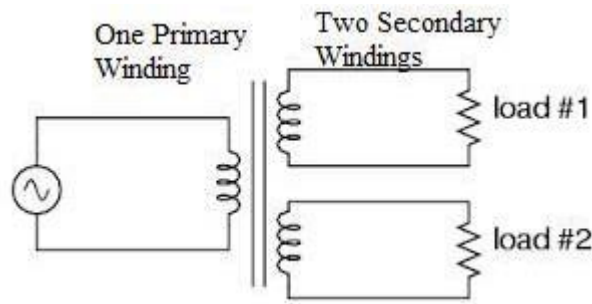 One Primary
Winding
Two Secondary
Windings
load #1
load #2